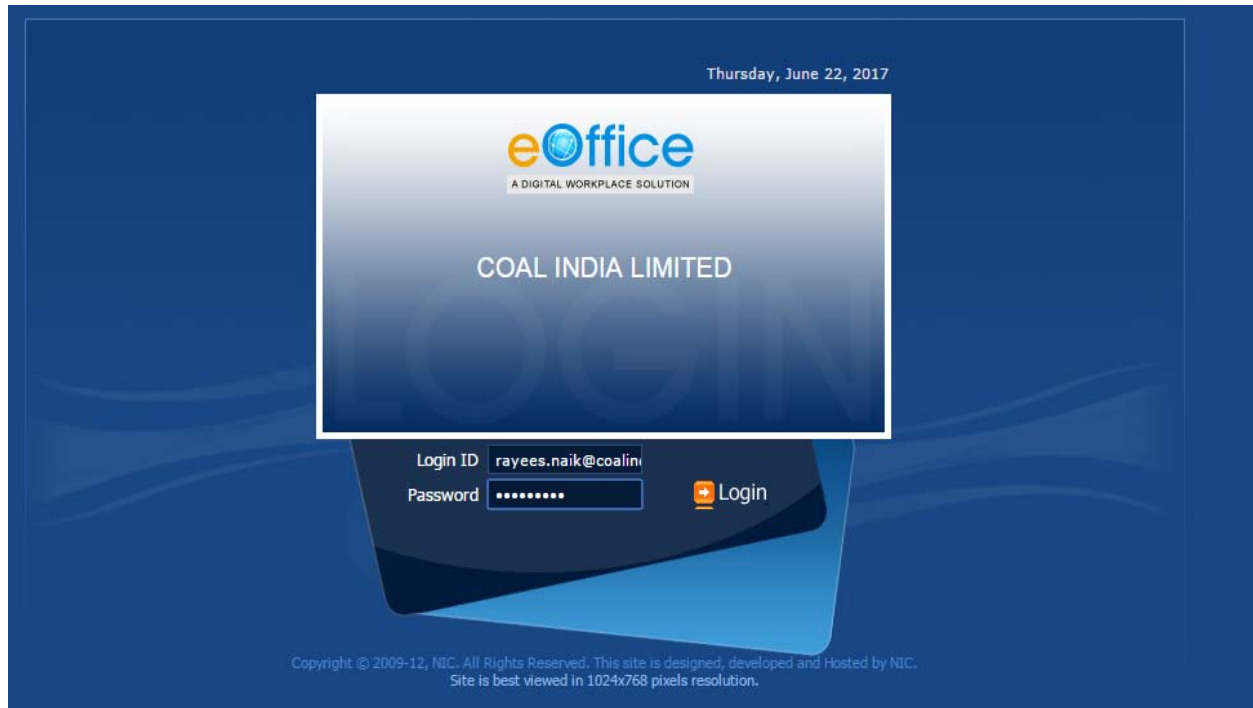 Thursday, June 22, 2017
eOffice
A DIGITAL WORKPLACE SOLUTION
COAL INDIA LIMITED
LOGIN
Login ID rayees.naik@coalin
Password •••••••••
Login
Copyright © 2009-12, NIC. All Rights Reserved. This site is designed, developed and Hosted by NIC.
Site is best viewed in 1024x768 pixels resolution.